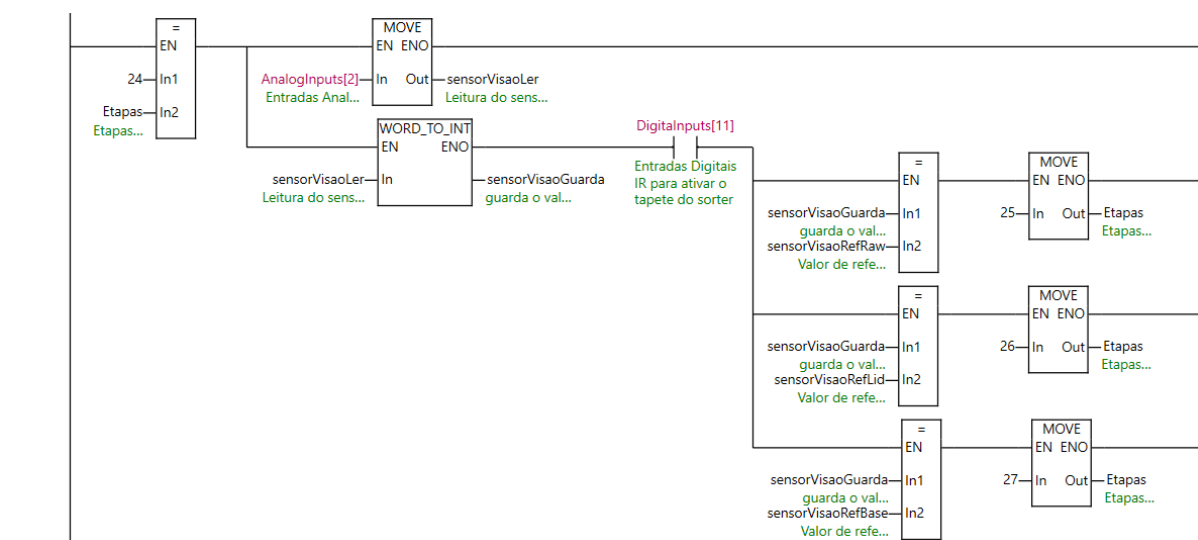 =
EN
24
In1
Etapas
In2
Etapas...
MOVE
EN ENO
AnalogInputs[2]
In Out
sensorVisaoLer
Entradas Anal...
Leitura do sens...
WORD_TO_INT
EN ENO
sensorVisaoLer
In
sensorVisaoGuarda
Leitura do sens...
guarda o val...
DigitalInputs[11]
Entradas Digitais
IR para ativar o
tapete do sorter
=
EN
sensorVisaoGuarda
In1
guarda o val...
sensorVisaoRefRaw
In2
Valor de refe...
MOVE
EN ENO
25
In Out
Etapas
Etapas...
=
EN
sensorVisaoGuarda
In1
guarda o val...
sensorVisaoRefLid
In2
Valor de refe...
MOVE
EN ENO
26
In Out
Etapas
Etapas...
=
EN
sensorVisaoGuarda
In1
guarda o val...
sensorVisaoRefBase
In2
Valor de refe...
MOVE
EN ENO
27
In Out
Etapas
Etapas...